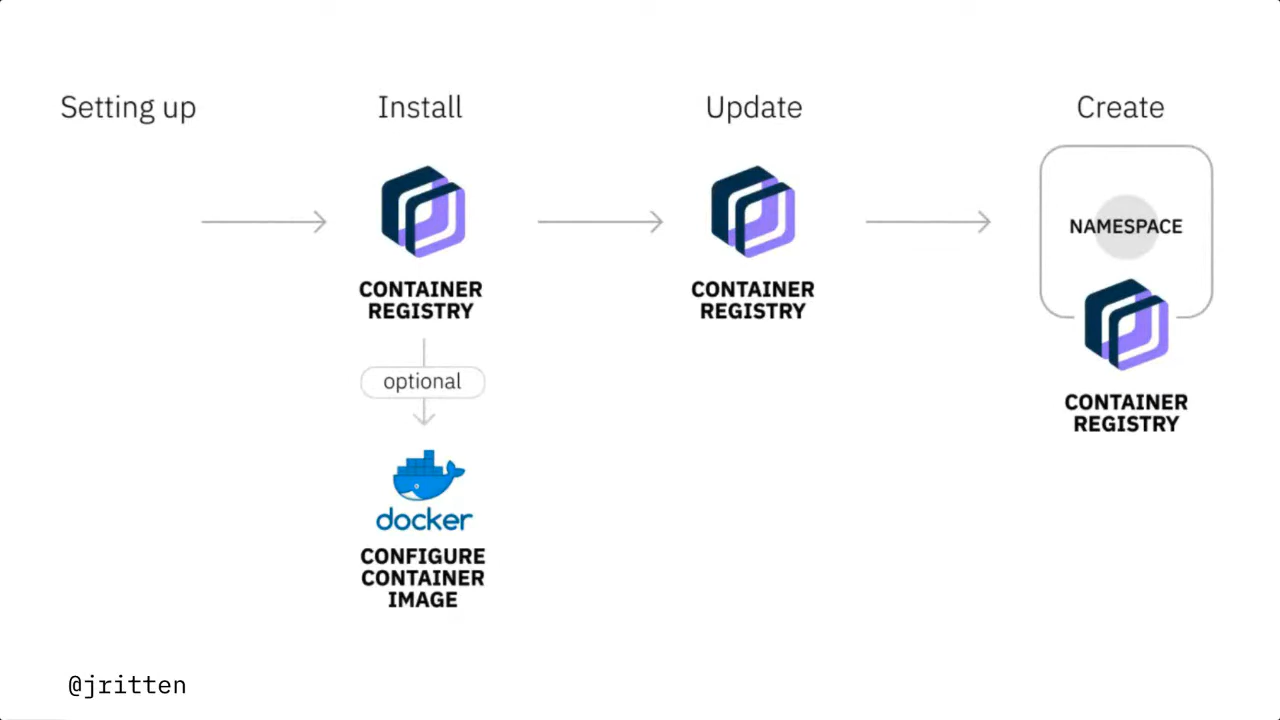 Setting up
Install
Update
Create
CONTAINER
REGISTRY
optional
docker
CONFIGURE
CONTAINER
IMAGE
CONTAINER
REGISTRY
NAMESPACE
CONTAINER
REGISTRY
@jritten